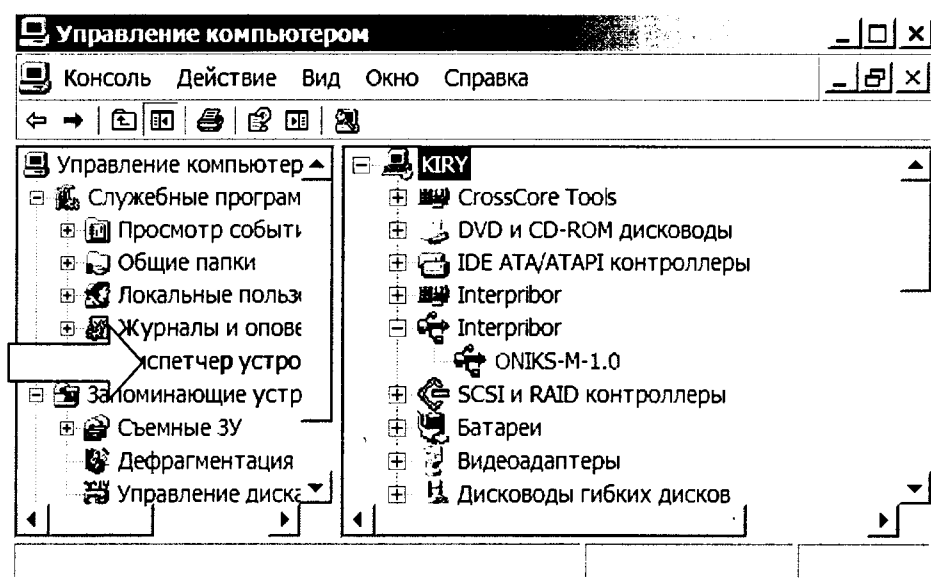 Управление компьютером
Консоль Действие Вид Окно Справка
Управление компьютер
Служебные програм
Просмотр событи
Общие папки
Локальные пользо
Журналы и опове
испетчер устро
Запоминающие устр
Съемные ЗУ
Дефрагментация
Управление диска
KIRY
CrossCore Tools
DVD и CD-ROM дисководы
IDE ATA/ATAPI контроллеры
Interpribor
Interpribor
ONIKS-M-1.0
SCSI и RAID контроллеры
Батареи
Видеоадаптеры
Дисководы гибких дисков